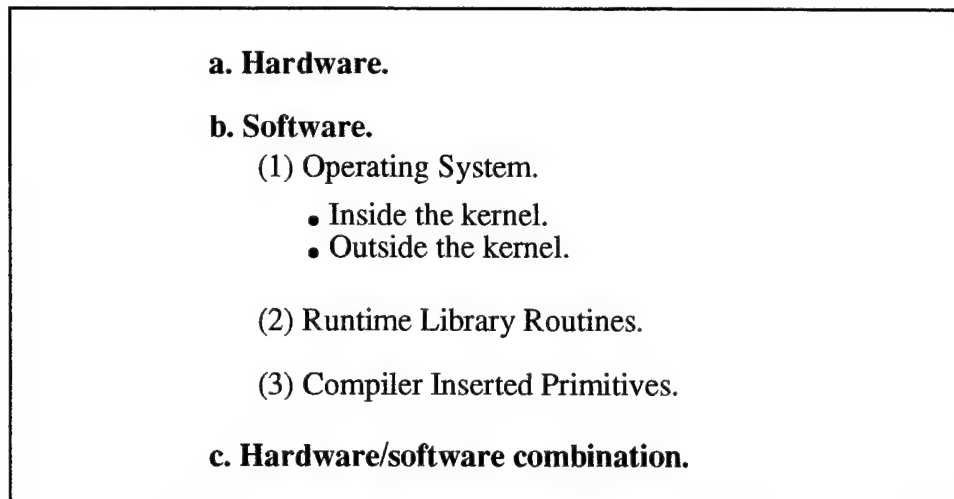 a. Hardware.
b. Software.
(1) Operating System.
• Inside the kernel.
• Outside the kernel.
(2) Runtime Library Routines.
(3) Compiler Inserted Primitives.
c. Hardware/software combination.